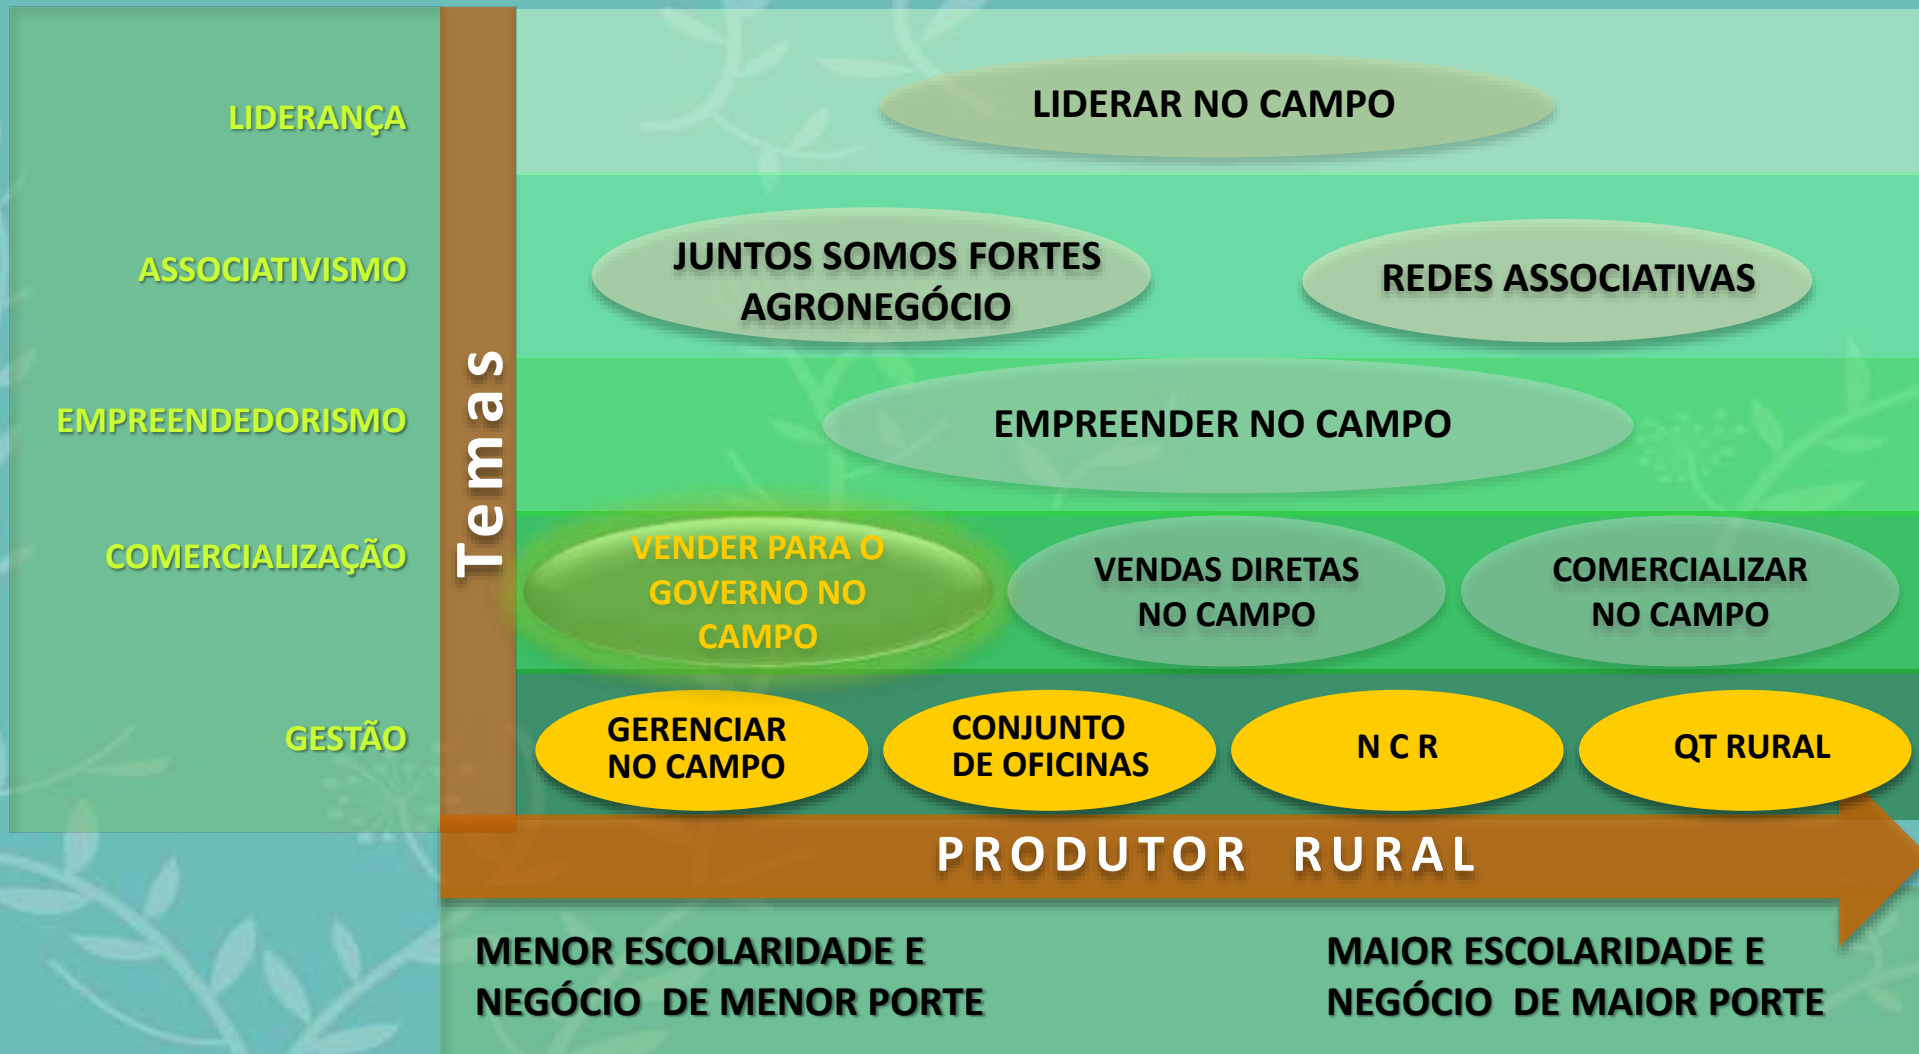 LIDERANÇA
LIDERAR NO CAMPO
ASSOCIATIVISMO
JUNTOS SOMOS FORTES
AGRONEGÓCIO
REDES ASSOCIATIVAS
EMPREENDEDORISMO
EMPREENDER NO CAMPO
COMERCIALIZAÇÃO
VENDER PARA O
GOVERNO NO
CAMPO
VENDAS DIRETAS
NO CAMPO
COMERCIALIZAR
NO CAMPO
GESTÃO
GERENCIAR
NO CAMPO
CONJUNTO
DE OFICINAS
N C R
QT RURAL
Temas
PRODUTOR RURAL
MENOR ESCOLARIDADE E
NEGÓCIO DE MENOR PORTE
MAIOR ESCOLARIDADE E
NEGÓCIO DE MAIOR PORTE